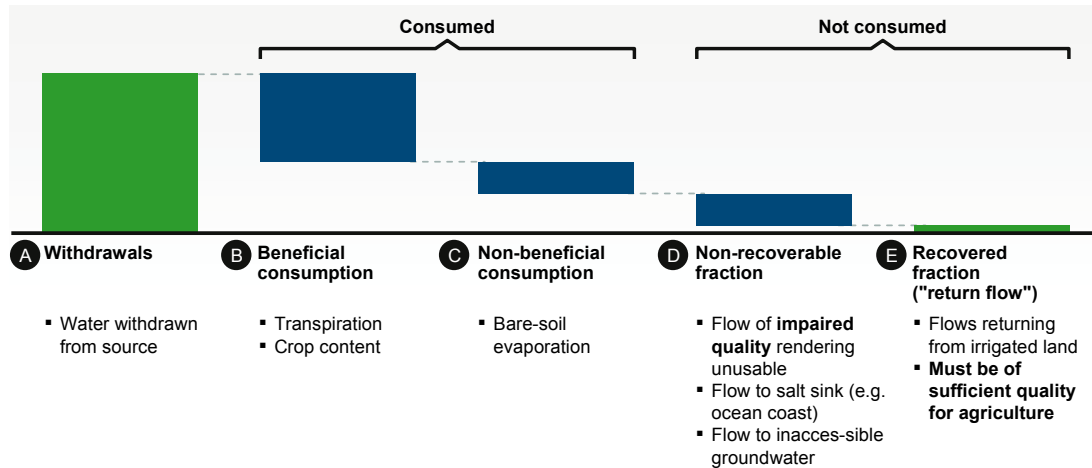 Consumed
Not consumed
A Withdrawals
▪ Water withdrawn
from source
B Beneficial
consumption
▪ Transpiration
▪ Crop content
C Non-beneficial
consumption
▪ Bare-soil
evaporation
D Non-recoverable
fraction
▪ Flow of impaired
quality rendering
unusable
▪ Flow to salt sink (e.g.
ocean coast)
▪ Flow to inacces-sible
groundwater
E Recovered
fraction
("return flow")
▪ Flows returning
from irrigated land
▪ Must be of
sufficient quality
for agriculture